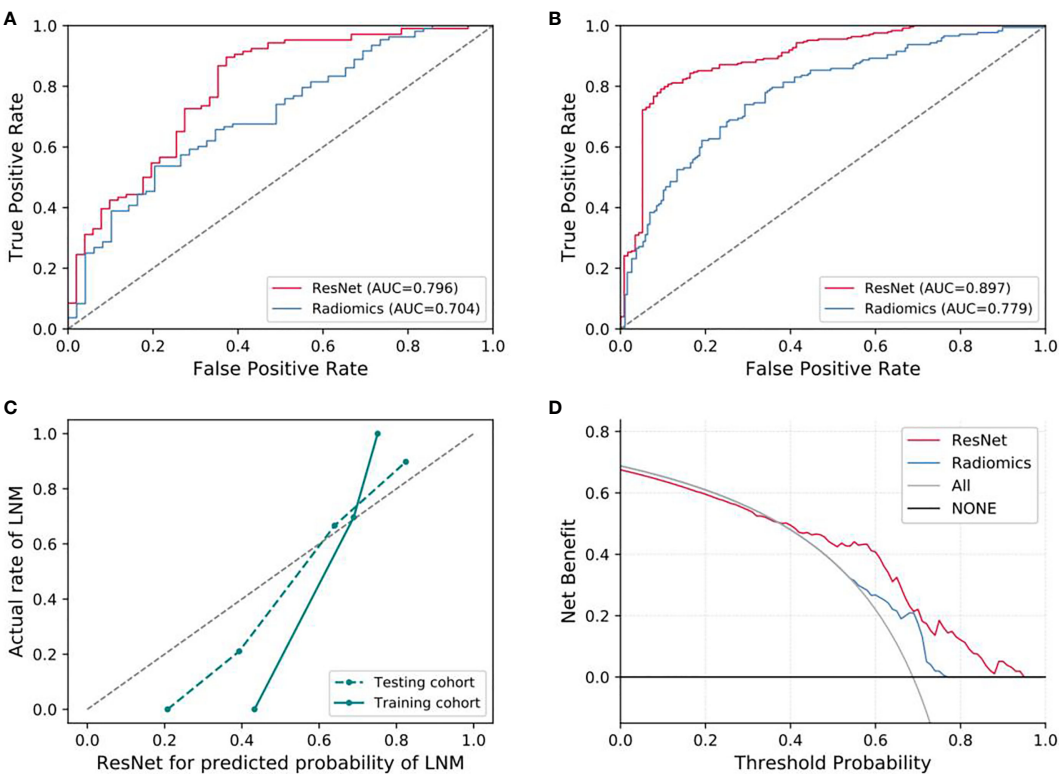 A
1.0
0.8
0.6
0.4
0.2
0.0
True Positive Rate
ResNet (AUC=0.796)
Radiomics (AUC=0.704)
0.0 0.2 0.4 0.6 0.8 1.0
False Positive Rate
B
1.0
0.8
0.6
0.4
0.2
0.0
True Positive Rate
ResNet (AUC=0.897)
Radiomics (AUC=0.779)
0.0 0.2 0.4 0.6 0.8 1.0
False Positive Rate
C
1.0
0.8
0.6
0.4
0.2
0.0
Actual rate of LNM
Testing cohort
Training cohort
0.0 0.2 0.4 0.6 0.8 1.0
ResNet for predicted probability of LNM
D
0.8
0.6
0.4
0.2
0.0
Net Benefit
ResNet
Radiomics
All
NONE
0.0 0.2 0.4 0.6 0.8 1.0
Threshold Probability